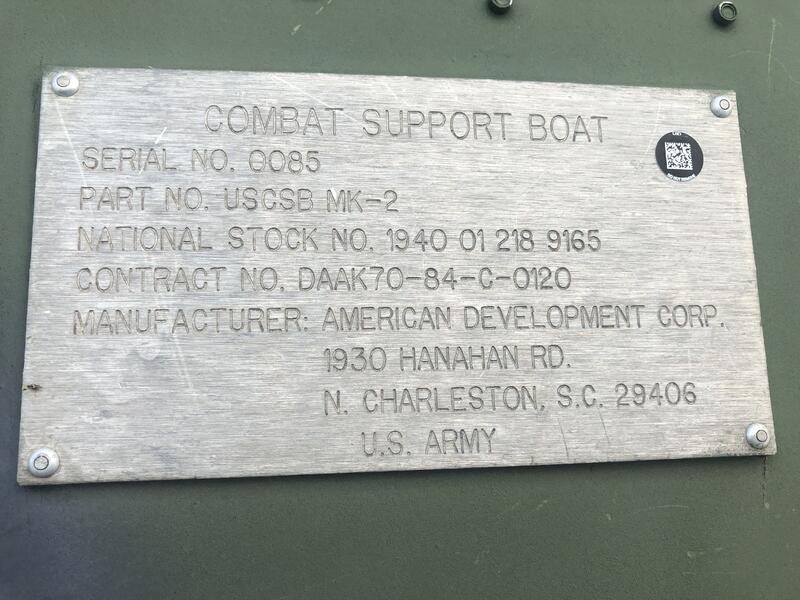 COMBAT SUPPORT BOAT
SERIAL NO. 0085
PART NO. USCSB MK-2
NATIONAL STOCK NO. 1940 01 218 9165
CONTRACT NO. DAAK70-84-C-0120
MANUFACTURER: AMERICAN DEVELOPMENT CORP.
1930 HANAHAN RD.
N. CHARLESTON, S.C. 29406
U.S. ARMY